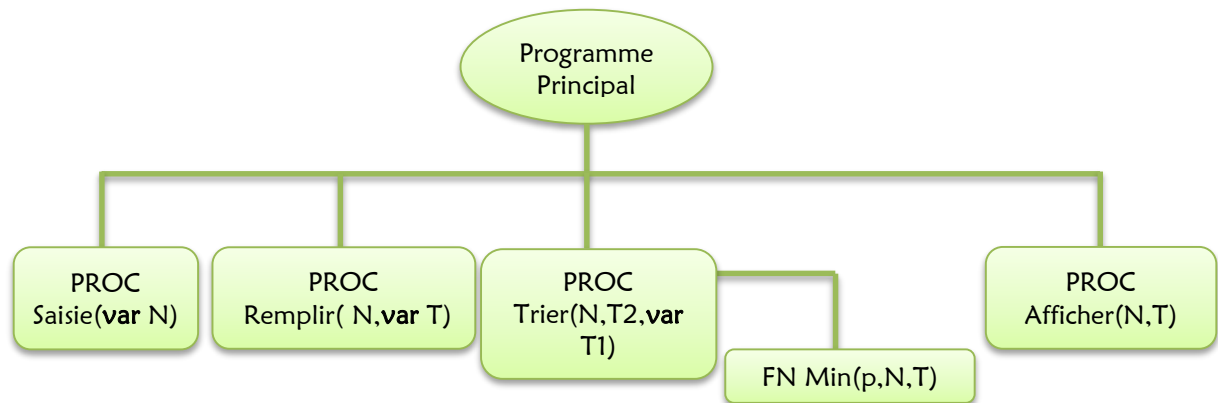 Programme
Principal
PROC
Saisie(var N)
PROC
Remplir( N,var T)
PROC
Trier(N,T2,var
T1)
FN Min(p,N,T)
PROC
Afficher(N,T)